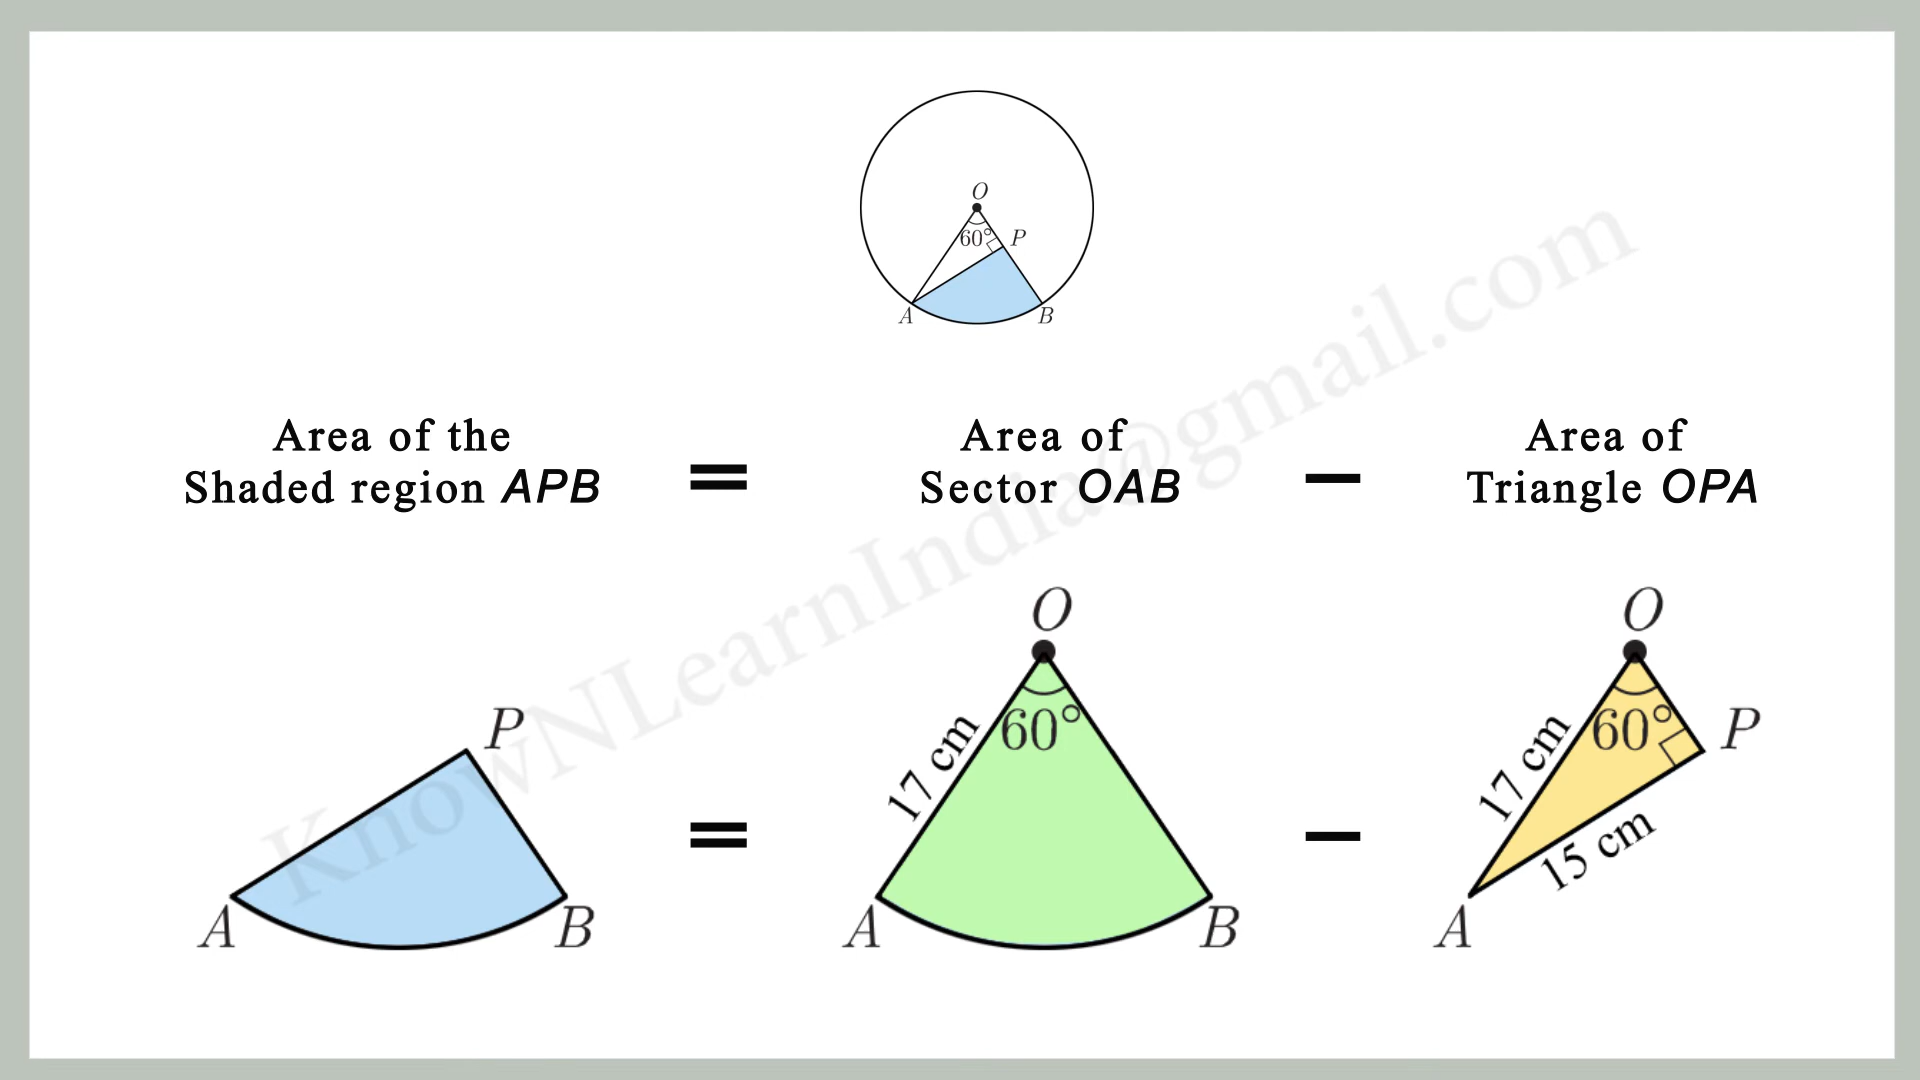 O
60°
P
A
B
Area of the
Shaded region APB
=
Area of
Sector OAB
−
Area of
Triangle OPA
P
A
B
=
O
60°
17 cm
A
B
−
O
60°
P
17 cm
15 cm
A
KnowNLearnIndia@gmail.com